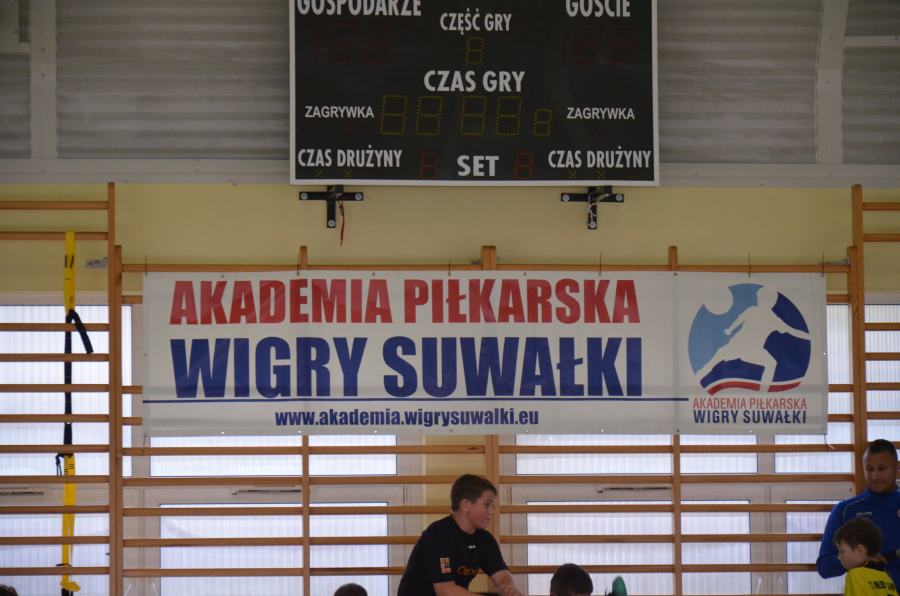 GOSPODARZE GOŚCIE
CZĘŚĆ GRY
CZAS GRY
ZAGRYWKA ZAGRYWKA
CZAS DRUŻYNY SET CZAS DRUŻYNY
AKADEMIA PIŁKARSKA
WIGRY SUWAŁKI
www.akademia.wigrysuwalki.eu
AKADEMIA PIŁKARSKA
WIGRY SUWAŁKI